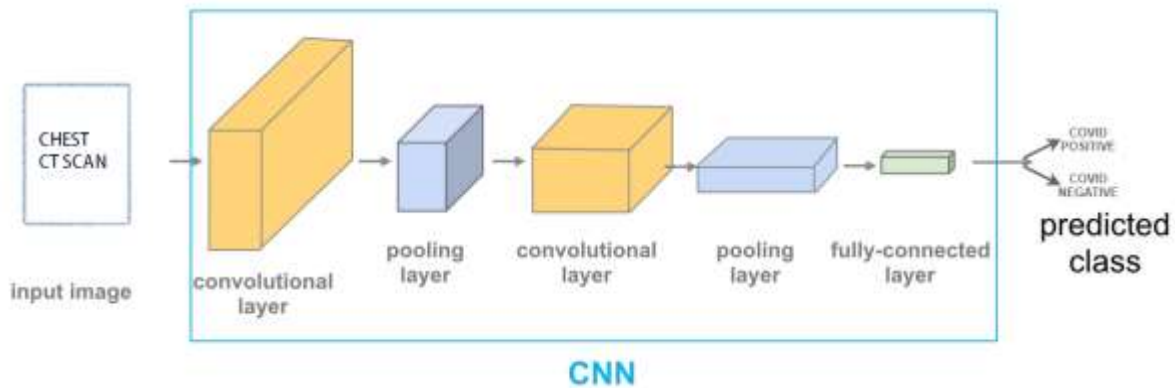 CHEST
CT SCAN
input image
convolutional
layer
pooling
layer
convolutional
layer
pooling
layer
fully-connected
layer
COVID
POSITIVE
COVID
NEGATIVE
predicted
class
CNN